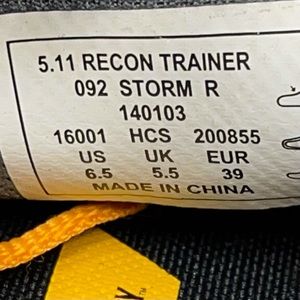 5.11 RECON TRAINER
092 STORM R
140103
16001 HCS 200855
US UK EUR
6.5 5.5 39
MADE IN CHINA
Y™